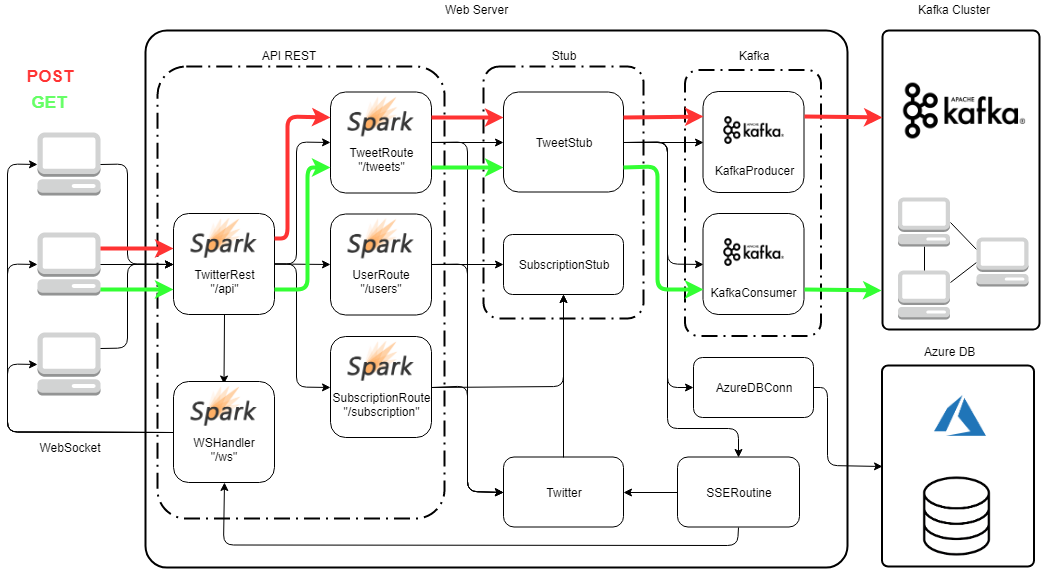 Web Server
Kafka Cluster
API REST
Stub
Kafka
POST
GET
Spark
TweetRoute
"/tweets"
TweetStub
APACHE
kafka®
KafkaProducer
APACHE
kafka®
Spark
TwitterRest
"/api"
Spark
UserRoute
"/users"
SubscriptionStub
APACHE
kafka®
KafkaConsumer
Spark
SubscriptionRoute
"/subscription"
Azure DB
AzureDBConn
Spark
WSHandler
"/ws"
WebSocket
Twitter
SSERoutine